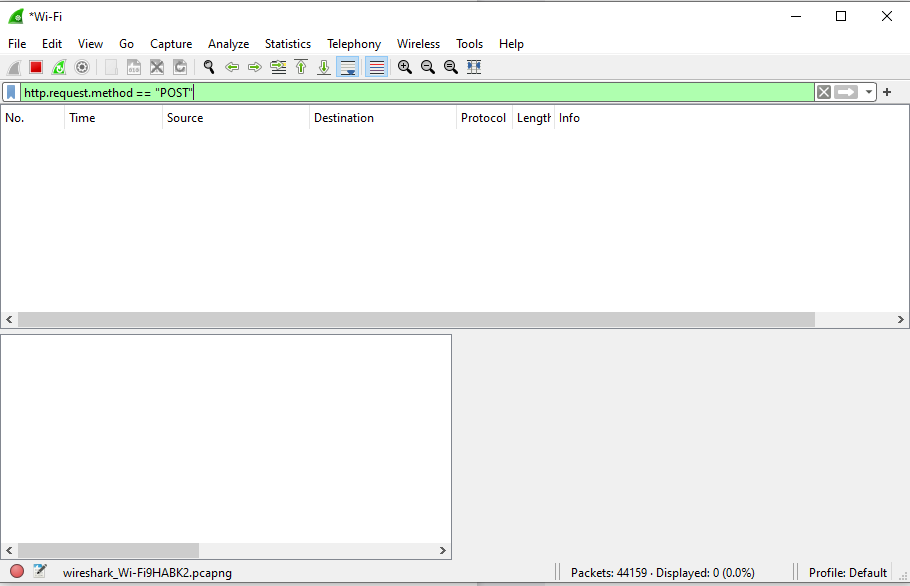 *Wi-Fi
File Edit View Go Capture Analyze Statistics Telephony Wireless Tools Help
http.request.method == "POST"
No. Time Source Destination Protocol Length Info
wireshark_Wi-Fi9HABK2.pcapng Packets: 44159 · Displayed: 0 (0.0%) Profile: Default